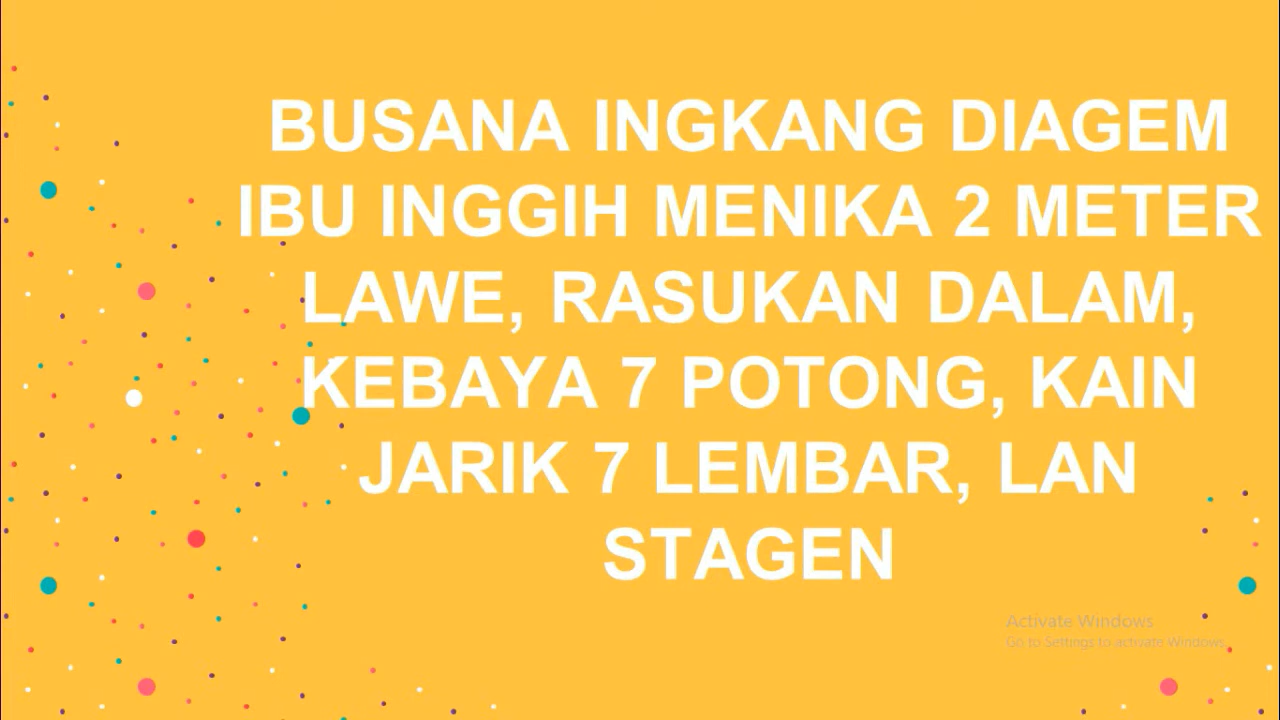 BUSANA INGKANG DIAGEM
IBU INGGIH MENIKA 2 METER
LAWE, RASUKAN DALAM,
KEBAYA 7 POTONG, KAIN
JARIK 7 LEMBAR, LAN
STAGEN
Activate Windows
Go to Settings to activate Windows.